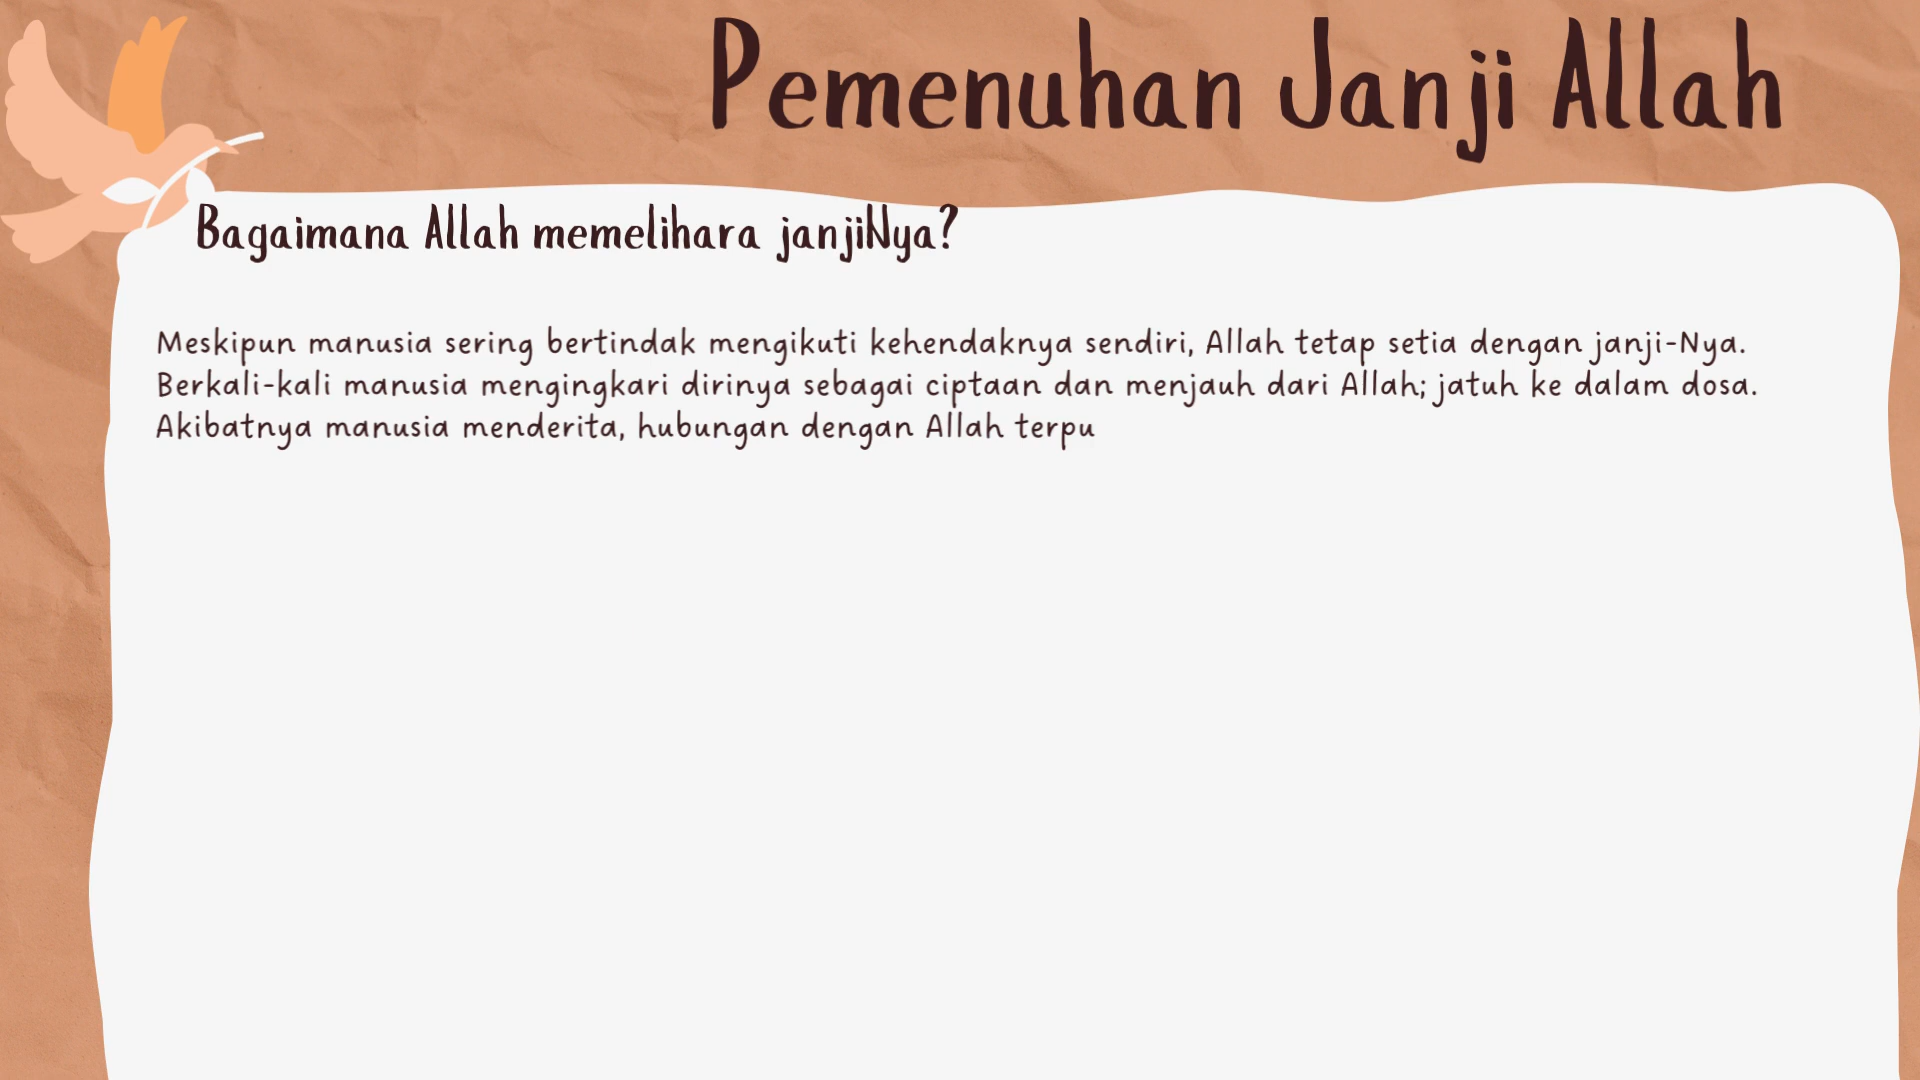 Pemenuhan Janji Allah
Bagaimana Allah memelihara janjiNya?
Meskipun manusia sering bertindak mengikuti kehendaknya sendiri, Allah tetap setia dengan janji-Nya.
Berkali-kali manusia mengingkari dirinya sebagai ciptaan dan menjauh dari Allah; jatuh ke dalam dosa.
Akibatnya manusia menderita, hubungan dengan Allah terpu